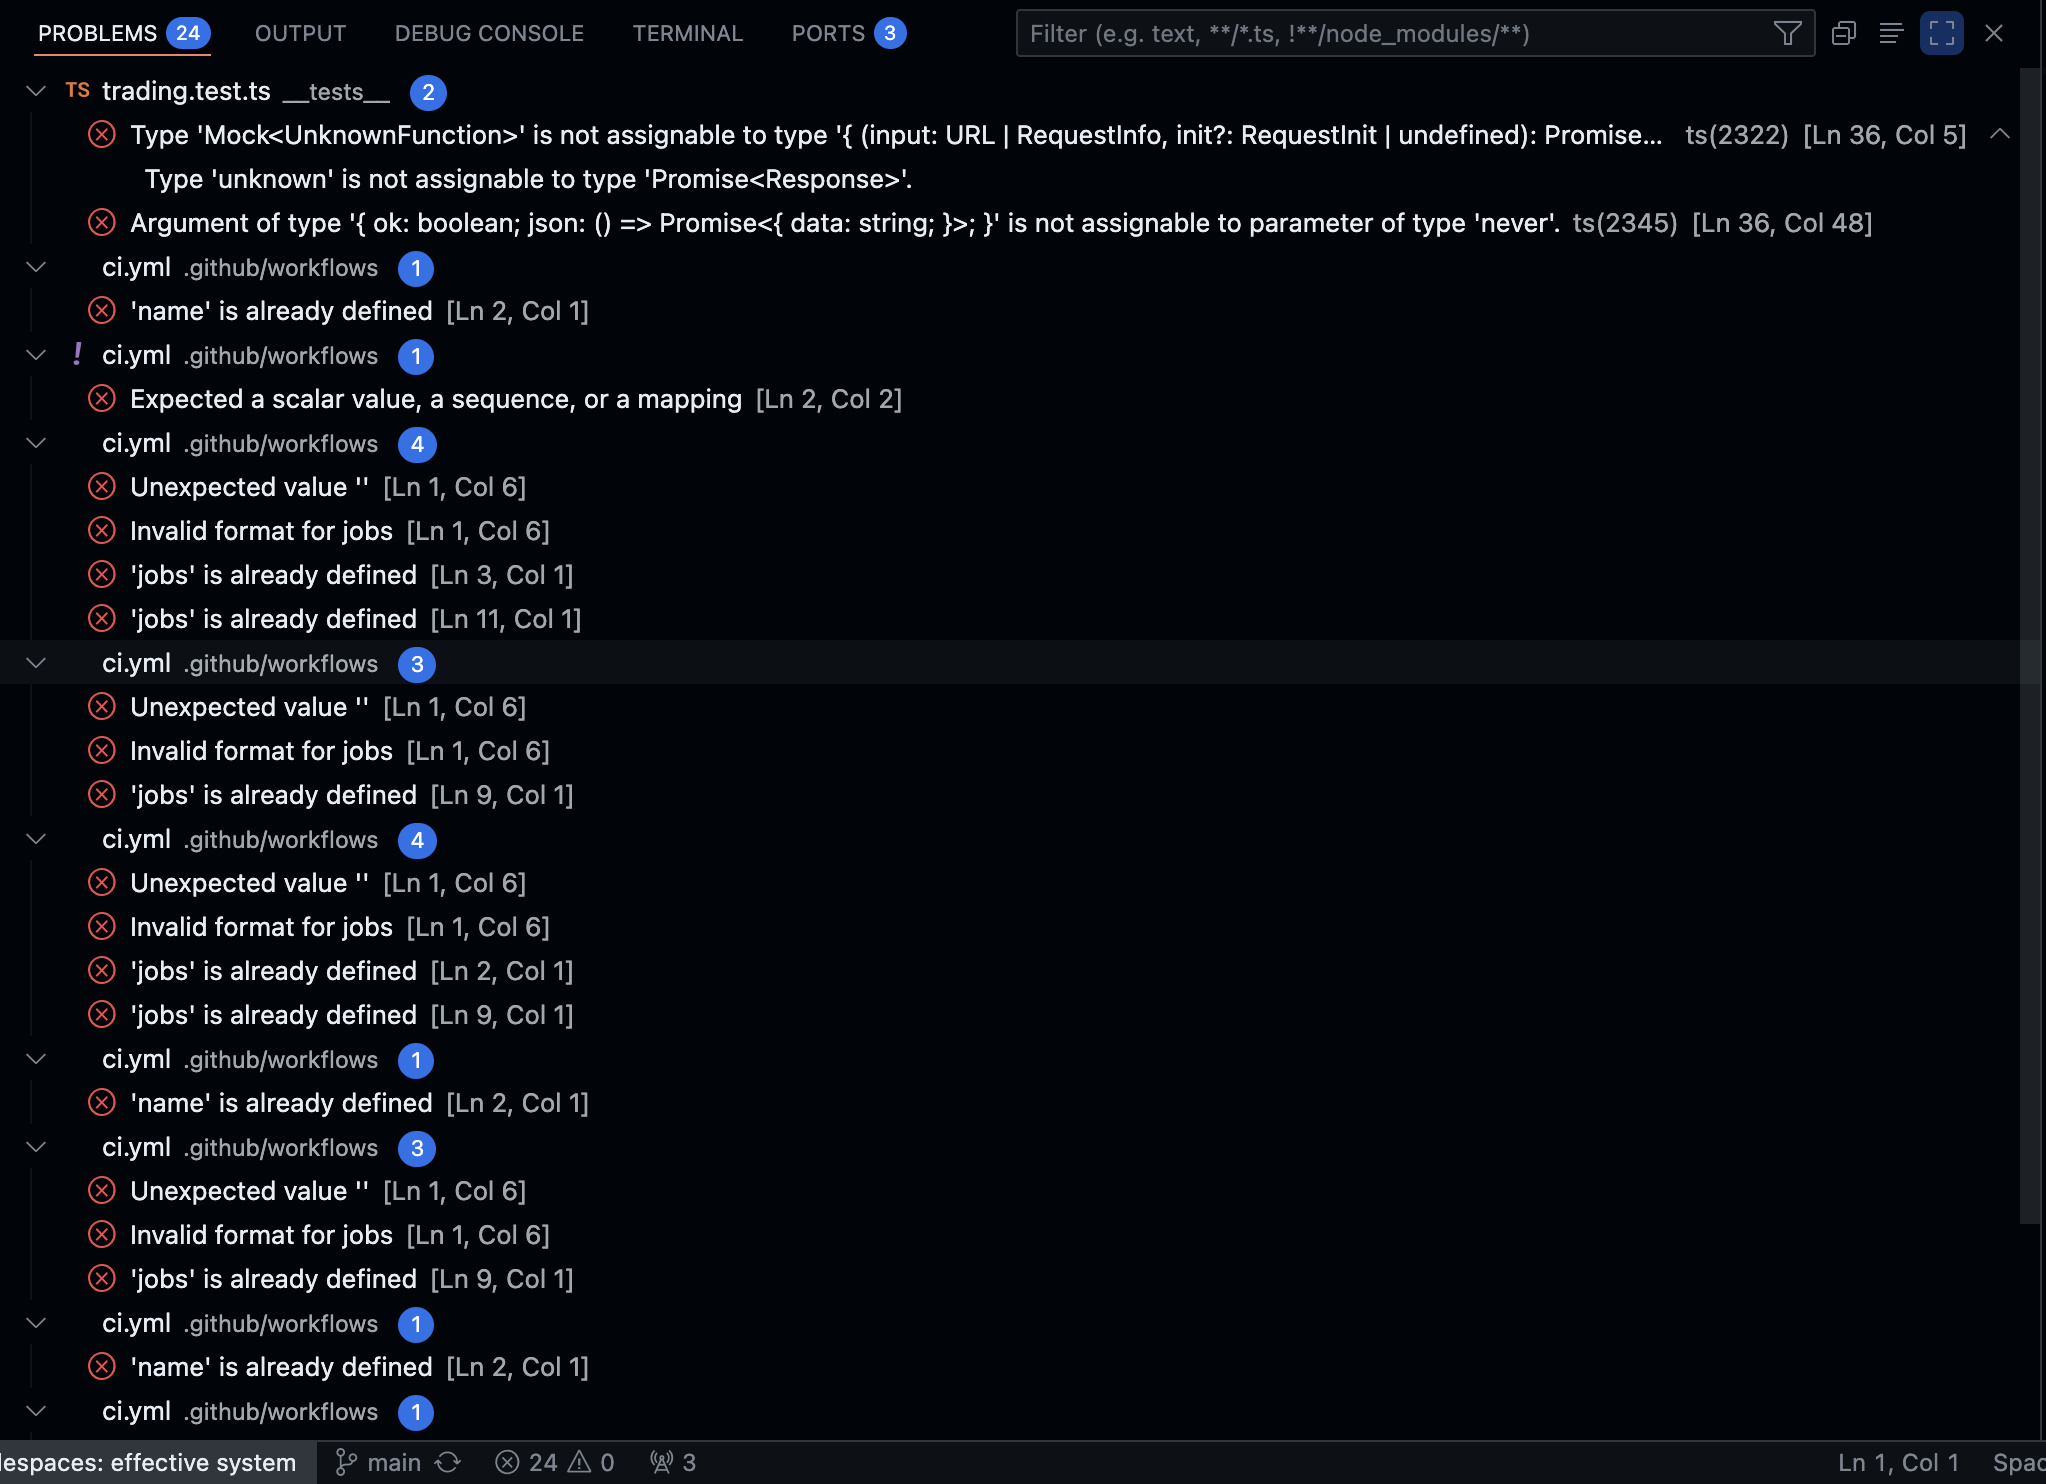 PROBLEMS 24 OUTPUT DEBUG CONSOLE TERMINAL PORTS 3 Filter (e.g. text, **/*.ts, !**/node_modules/**)
TS trading.test.ts __tests__ 2
Type 'Mock<UnknownFunction>' is not assignable to type '{ (input: URL | RequestInfo, init?: RequestInit | undefined): Promise... ts(2322) [Ln 36, Col 5]
Type 'unknown' is not assignable to type 'Promise<Response>'.
Argument of type '{ ok: boolean; json: () => Promise<{ data: string; }>; }' is not assignable to parameter of type 'never'. ts(2345) [Ln 36, Col 48]
ci.yml .github/workflows 1
'name' is already defined [Ln 2, Col 1]
! ci.yml .github/workflows 1
Expected a scalar value, a sequence, or a mapping [Ln 2, Col 2]
ci.yml .github/workflows 4
Unexpected value '' [Ln 1, Col 6]
Invalid format for jobs [Ln 1, Col 6]
'jobs' is already defined [Ln 3, Col 1]
'jobs' is already defined [Ln 11, Col 1]
ci.yml .github/workflows 3
Unexpected value '' [Ln 1, Col 6]
Invalid format for jobs [Ln 1, Col 6]
'jobs' is already defined [Ln 9, Col 1]
ci.yml .github/workflows 4
Unexpected value '' [Ln 1, Col 6]
Invalid format for jobs [Ln 1, Col 6]
'jobs' is already defined [Ln 2, Col 1]
'jobs' is already defined [Ln 9, Col 1]
ci.yml .github/workflows 1
'name' is already defined [Ln 2, Col 1]
ci.yml .github/workflows 3
Unexpected value '' [Ln 1, Col 6]
Invalid format for jobs [Ln 1, Col 6]
'jobs' is already defined [Ln 9, Col 1]
ci.yml .github/workflows 1
'name' is already defined [Ln 2, Col 1]
ci.yml .github/workflows 1
lespaces: effective system main 24 0 3 Ln 1, Col 1 Spac